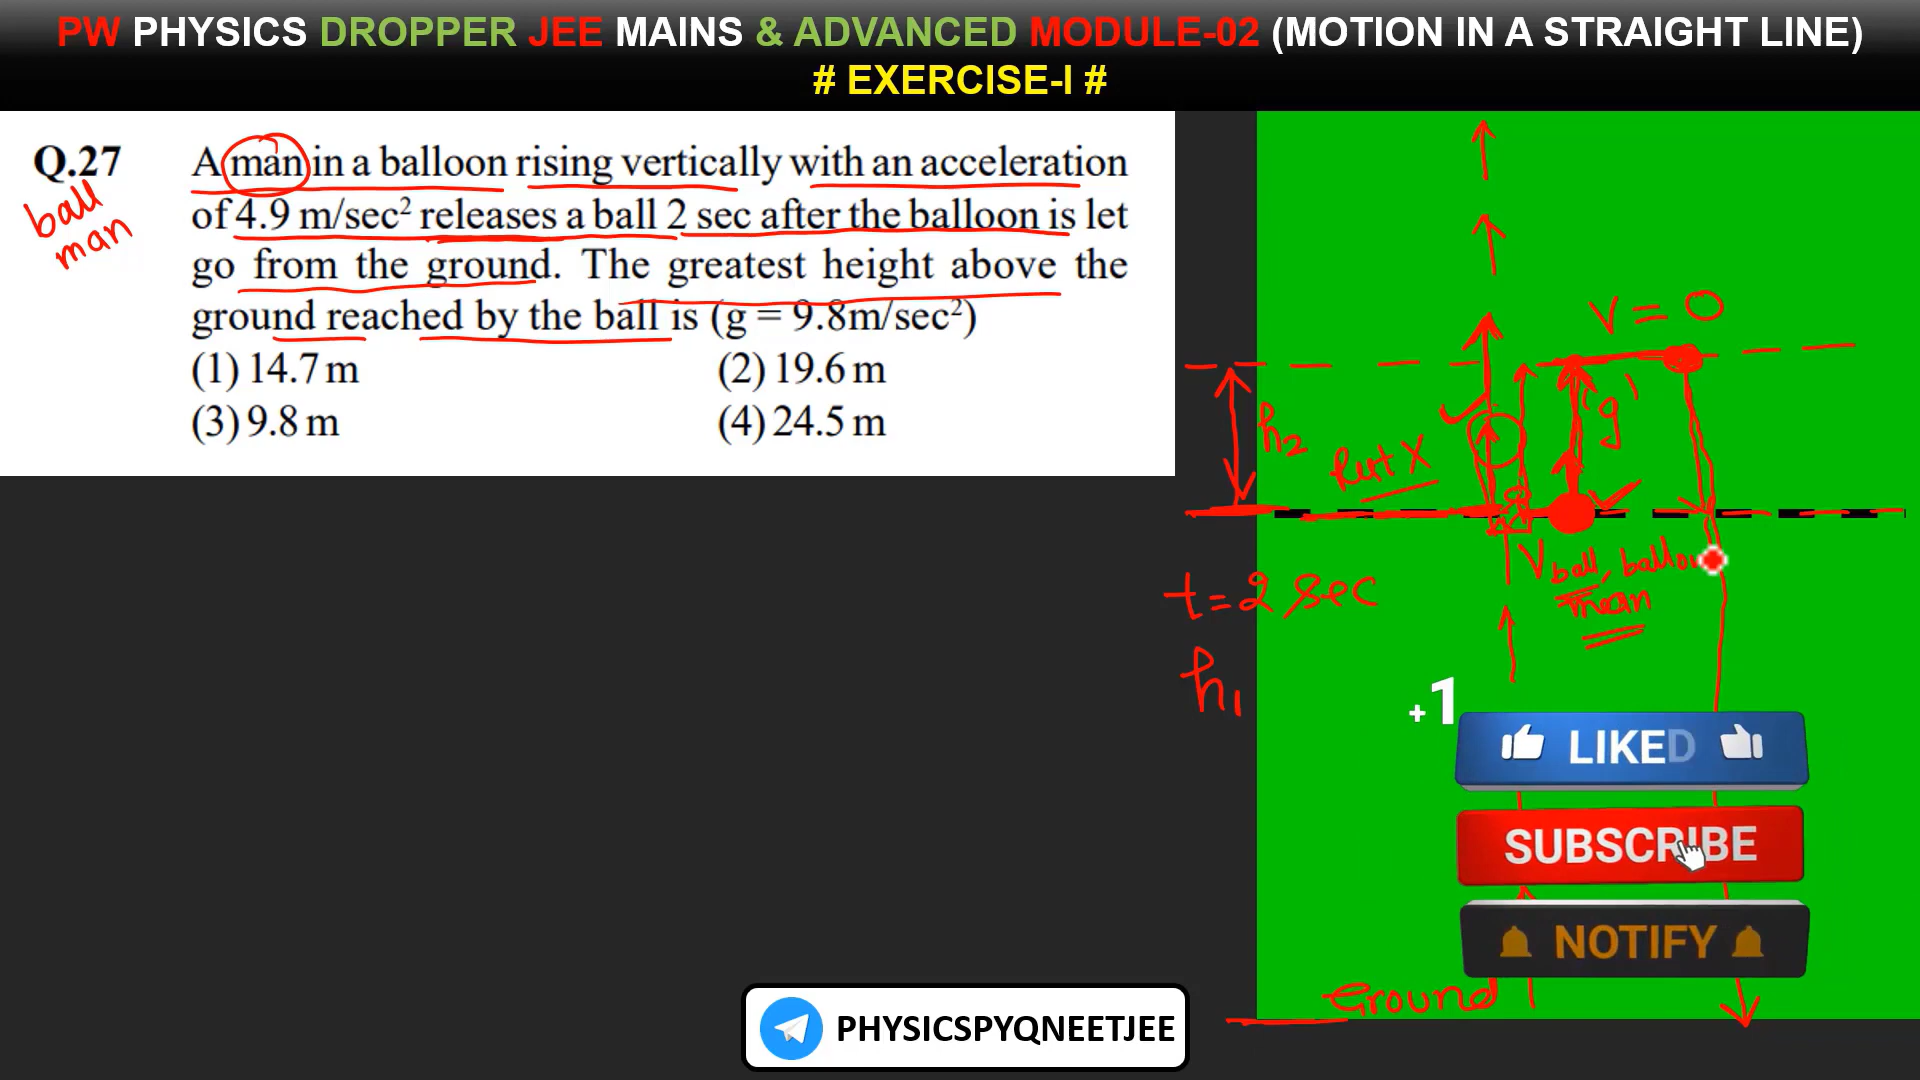 PW PHYSICS DROPPER JEE MAINS & ADVANCED MODULE-02 (MOTION IN A STRAIGHT LINE)
# EXERCISE-I #
Q.27 A man in a balloon rising vertically with an acceleration
of 4.9 m/sec² releases a ball 2 sec after the balloon is let
go from the ground. The greatest height above the
ground reached by the ball is (g = 9.8m/sec²)
(1) 14.7 m (2) 19.6 m
(3) 9.8 m (4) 24.5 m
ball
man
V = 0
'g'
h₂
t = 2 sec
V ball,
man
h₁
+1
LIKED
SUBSCRIBE
NOTIFY
Ground
PHYSICSPYQNEETJEE